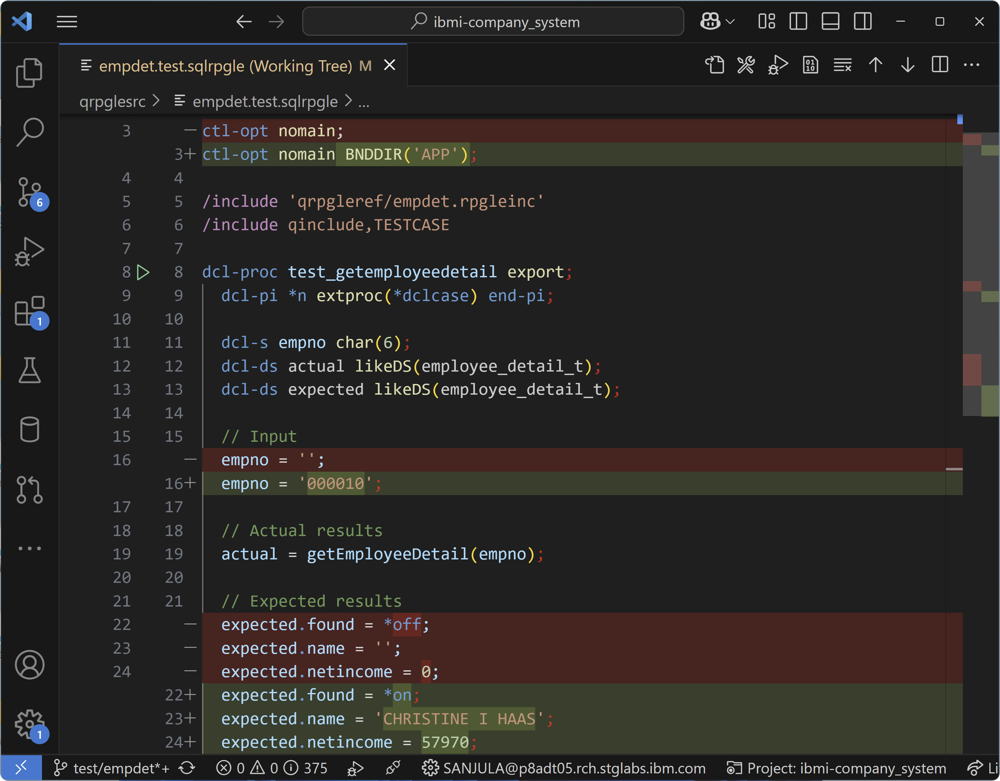 ibmi-company_system
empdet.test.sqlrpgle (Working Tree) M
qrpglesrc > empdet.test.sqlrpgle > ...
3 — ctl-opt nomain;
3+ ctl-opt nomain BNDDIR('APP');
4 4
5 5 /include 'qrpgleref/empdet.rpgleinc'
6 6 /include qinclude,TESTCASE
7 7
8 8 dcl-proc test_getemployeedetail export;
9 9 dcl-pi *n extproc(*dclcase) end-pi;
10 10
11 11 dcl-s empno char(6);
12 12 dcl-ds actual likeDS(employee_detail_t);
13 13 dcl-ds expected likeDS(employee_detail_t);
14 14
15 15 // Input
16 — empno = '';
16+ empno = '000010';
17 17
18 18 // Actual results
19 19 actual = getEmployeeDetail(empno);
20 20
21 21 // Expected results
22 — expected.found = *off;
23 — expected.name = '';
24 — expected.netincome = 0;
22+ expected.found = *on;
23+ expected.name = 'CHRISTINE I HAAS';
24+ expected.netincome = 57970;
6
1
1
test/empdet*+ 0 0 375 SANJULA@p8adt05.rch.stglabs.ibm.com Project: ibmi-company_system Li